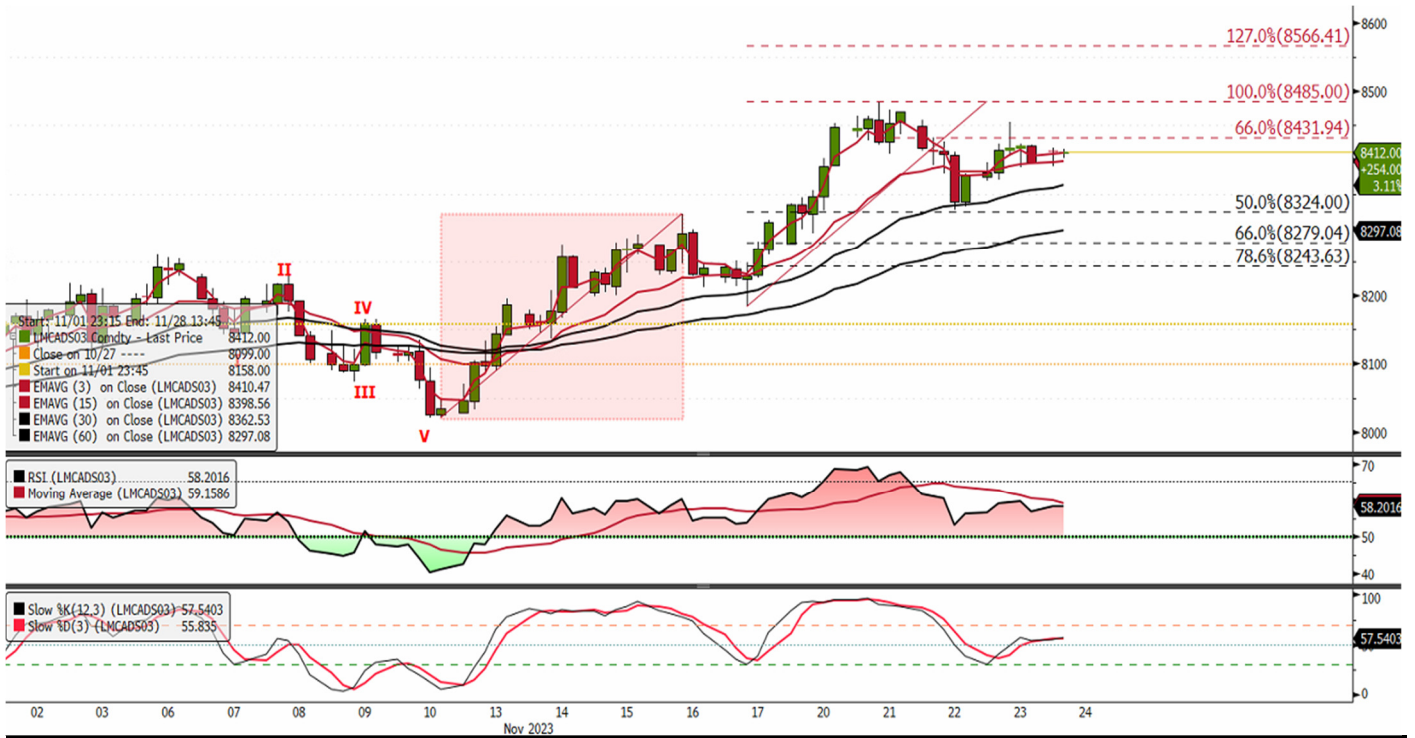 8600
127.0%(8566.41)
8500
100.0%(8485.00)
66.0%(8431.94)
8412.00
+254.00
3.11%
50.0%(8324.00)
8297.08
66.0%(8279.04)
78.6%(8243.63)
8200
8100
8000
II
IV
III
V
Start: 11/01 23:15 End: 11/28 13:45
LMCADS03 Comdty - Last Price 8412.00
Close on 10/27 ---- 8099.00
Start on 11/01 23:45 8158.00
EMAVG (3) on Close (LMCADS03) 8410.47
EMAVG (15) on Close (LMCADS03) 8398.56
EMAVG (30) on Close (LMCADS03) 8362.53
EMAVG (60) on Close (LMCADS03) 8297.08
RSI (LMCADS03) 58.2016
Moving Average (LMCADS03) 59.1586
70
58.2016
50
40
Slow %K(12,3) (LMCADS03) 57.5403
Slow %D(3) (LMCADS03) 55.835
100
57.5403
0
02 03 06 07 08 09 10 13 14 15 16 17 20 21 22 23 24
Nov 2023